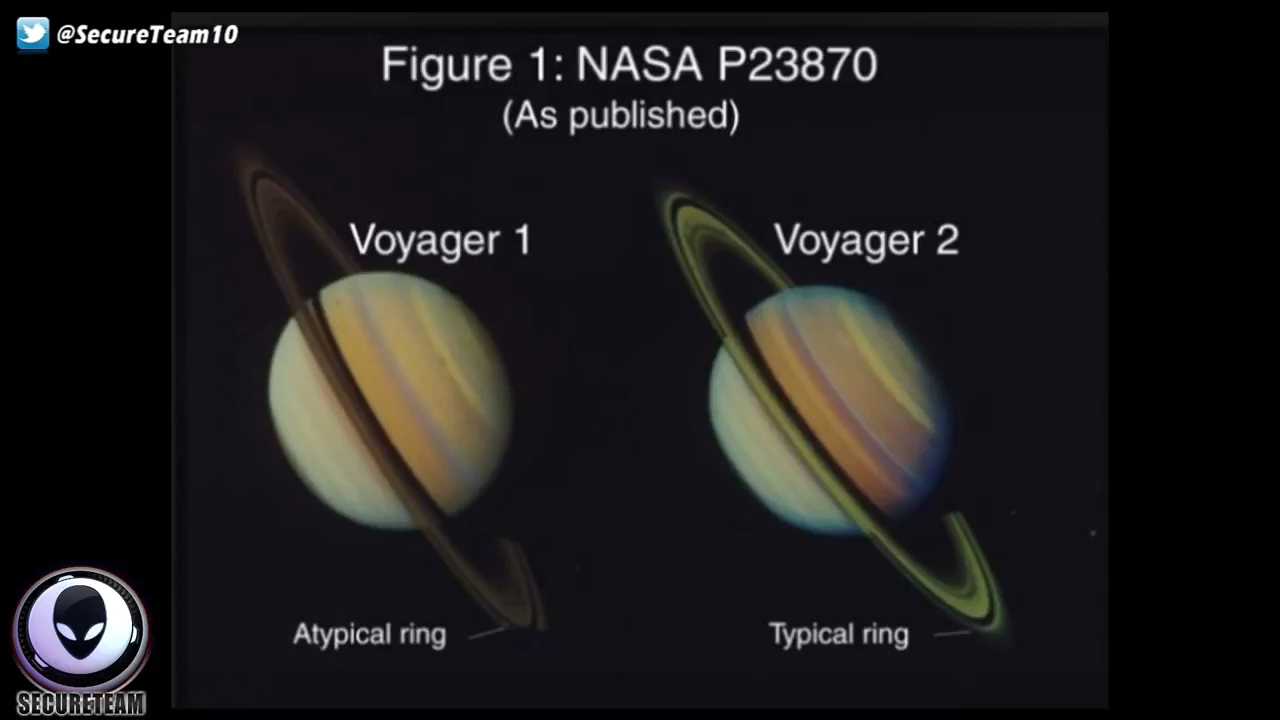 @SecureTeam10
Figure 1: NASA P23870
(As published)
Voyager 1
Voyager 2
Atypical ring
Typical ring
SECURETEAM